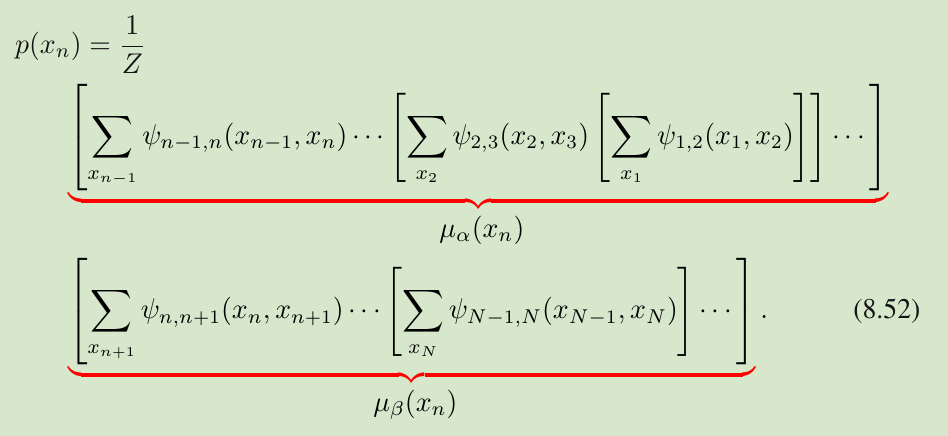 p(x_n) = \frac{1}{Z}
\left[ \sum_{x_{n-1}} \psi_{n-1,n}(x_{n-1}, x_n) \cdots \left[ \sum_{x_2} \psi_{2,3}(x_2, x_3) \left[ \sum_{x_1} \psi_{1,2}(x_1, x_2) \right] \right] \cdots \right]
\mu_\alpha(x_n)
\left[ \sum_{x_{n+1}} \psi_{n,n+1}(x_n, x_{n+1}) \cdots \left[ \sum_{x_N} \psi_{N-1,N}(x_{N-1}, x_N) \right] \cdots \right] . (8.52)
\mu_\beta(x_n)